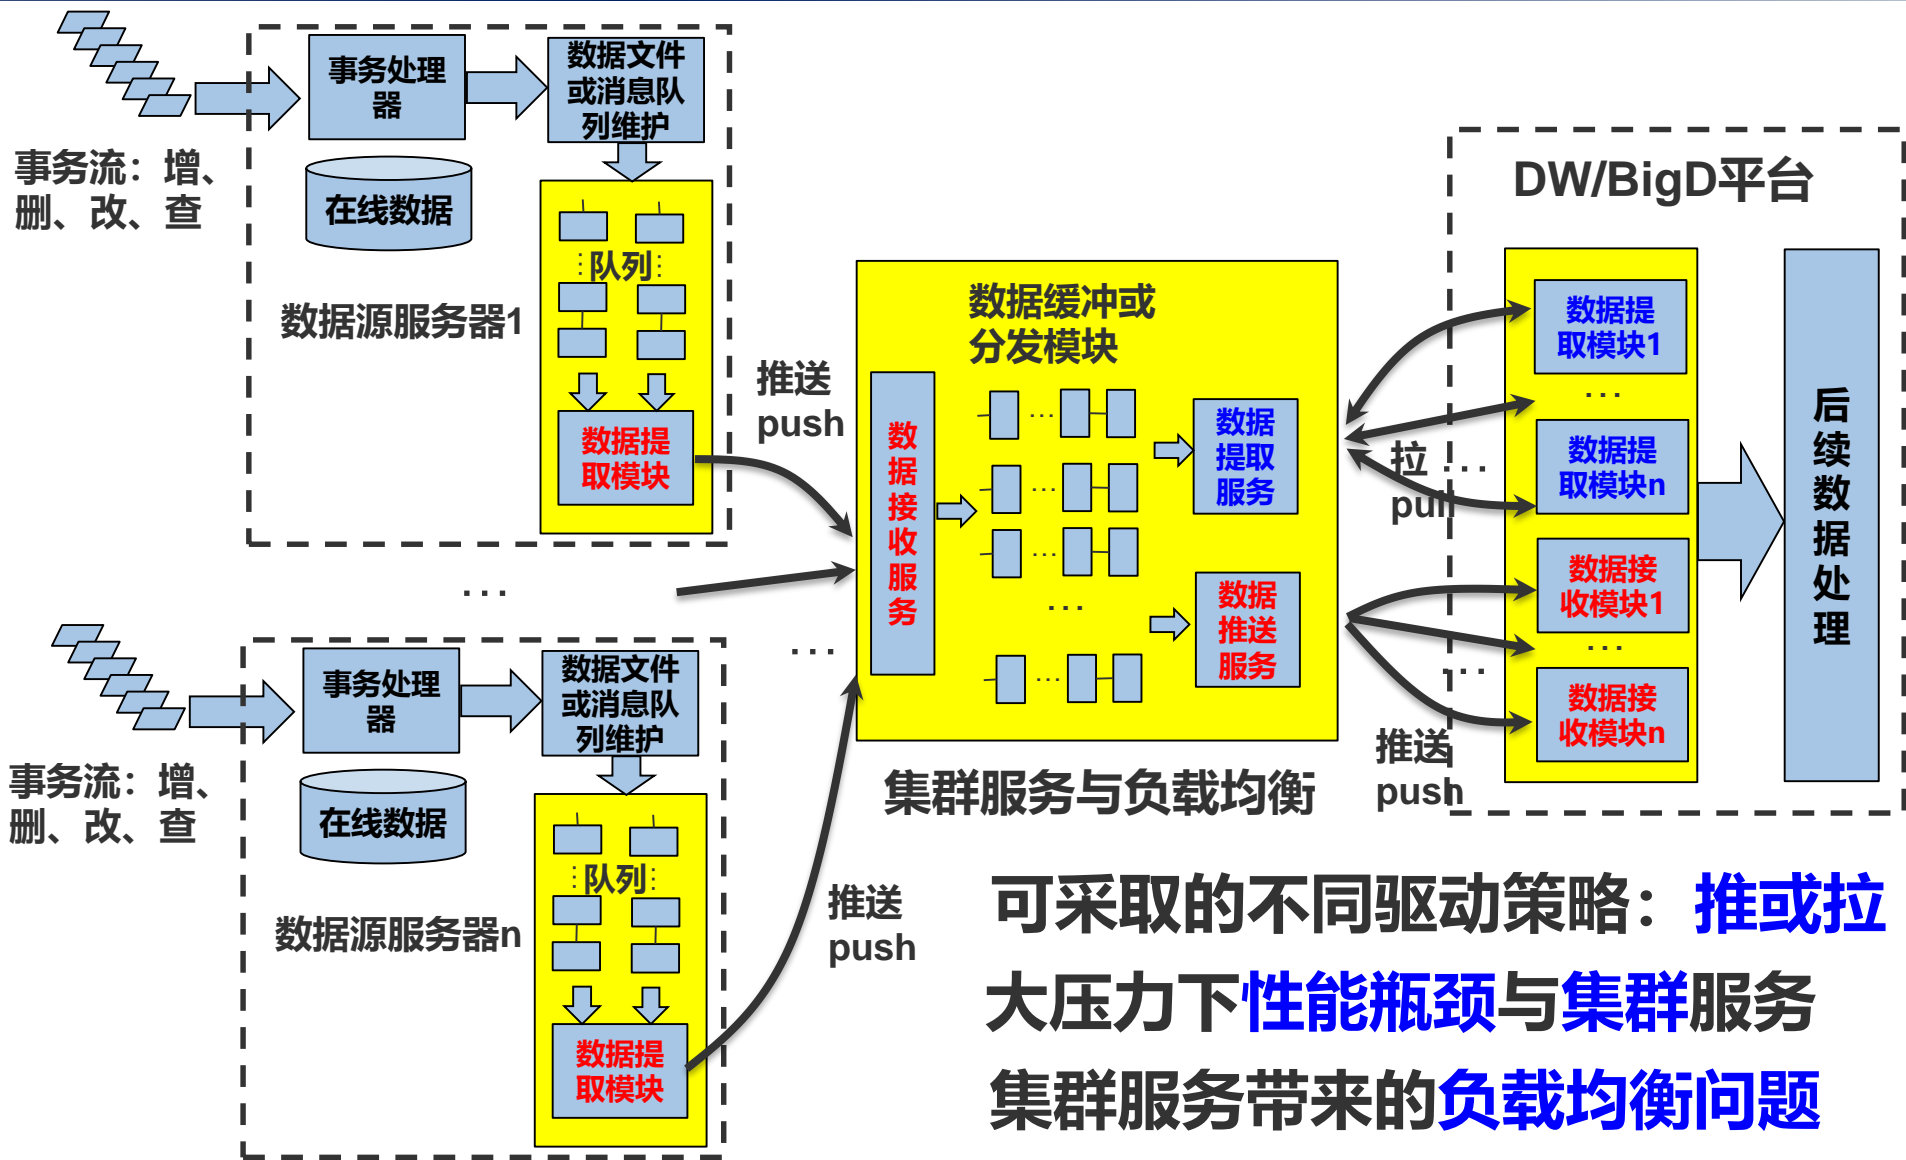 事务处理
器
数据文件
或消息队
列维护
事务流：增、
删、改、查
在线数据
队列
数据源服务器1
数据提
取模块
推送
push
...
事务处理
器
数据文件
或消息队
列维护
事务流：增、
删、改、查
在线数据
队列
数据源服务器n
数据提
取模块
推送
push
...
数据缓冲或
分发模块
数
据
接
收
服
务
...
...
...
...
...
数据
提取
服务
数据
推送
服务
集群服务与负载均衡
拉 ...
pull
...
推送
push
DW/BigD平台
数据提
取模块1
...
数据提
取模块n
数据接
收模块1
...
数据接
收模块n
后
续
数
据
处
理
可采取的不同驱动策略：推或拉
大压力下性能瓶颈与集群服务
集群服务带来的负载均衡问题